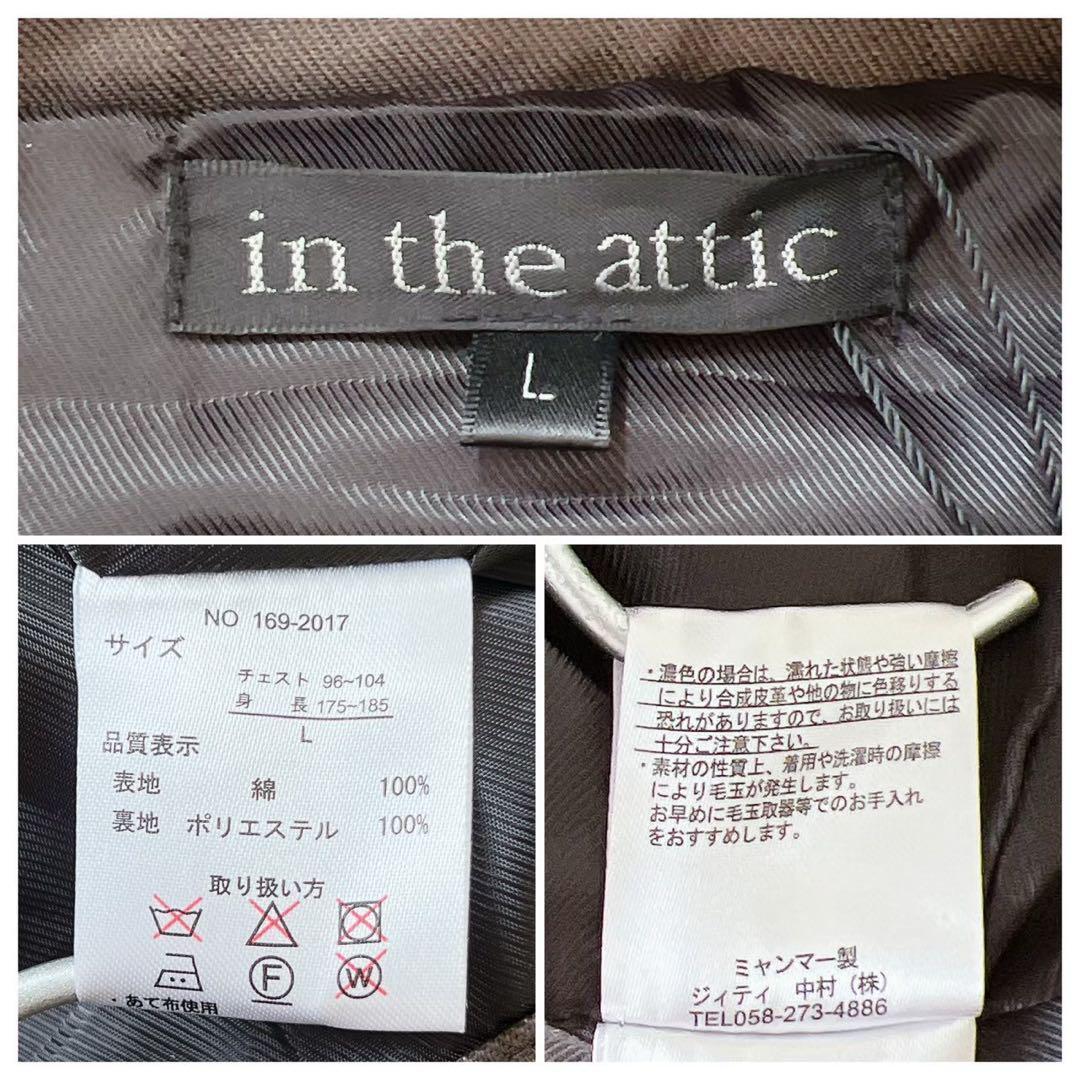 in the attic
L
NO 169-2017
サイズ
チェスト 96~104
身 長 175~185
L
品質表示
表地 綿 100%
裏地 ポリエステル 100%
取り扱い方
F
W
・あて布使用
・濃色の場合は、濡れた状態や強い摩擦
により合成皮革や他の物に色移りする
恐れがありますので、お取り扱いには
十分ご注意下さい。
・素材の性質上、着用や洗濯時の摩擦
により毛玉が発生します。
お早めに毛玉取器等でのお手入れ
をおすすめします。
ミャンマー製
ジィティ 中村（株）
TEL058-273-4886